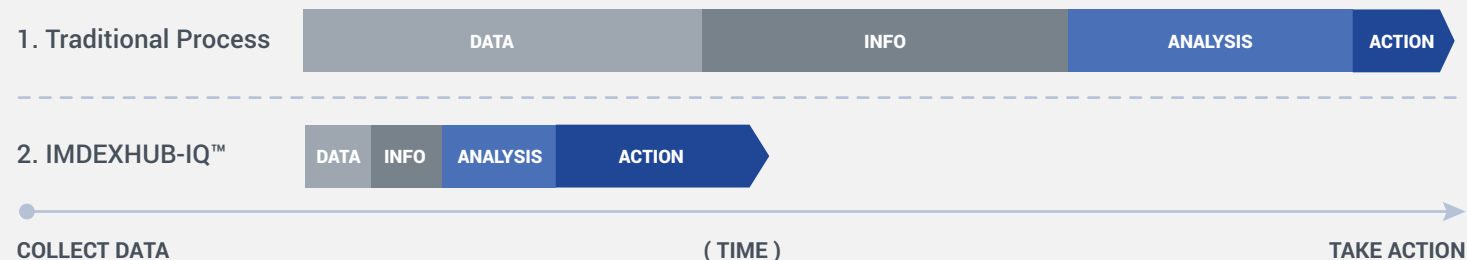 1. Traditional Process DATA INFO ANALYSIS ACTION
2. IMDEXHUB-IQ™ DATA INFO ANALYSIS ACTION
COLLECT DATA ( TIME ) TAKE ACTION